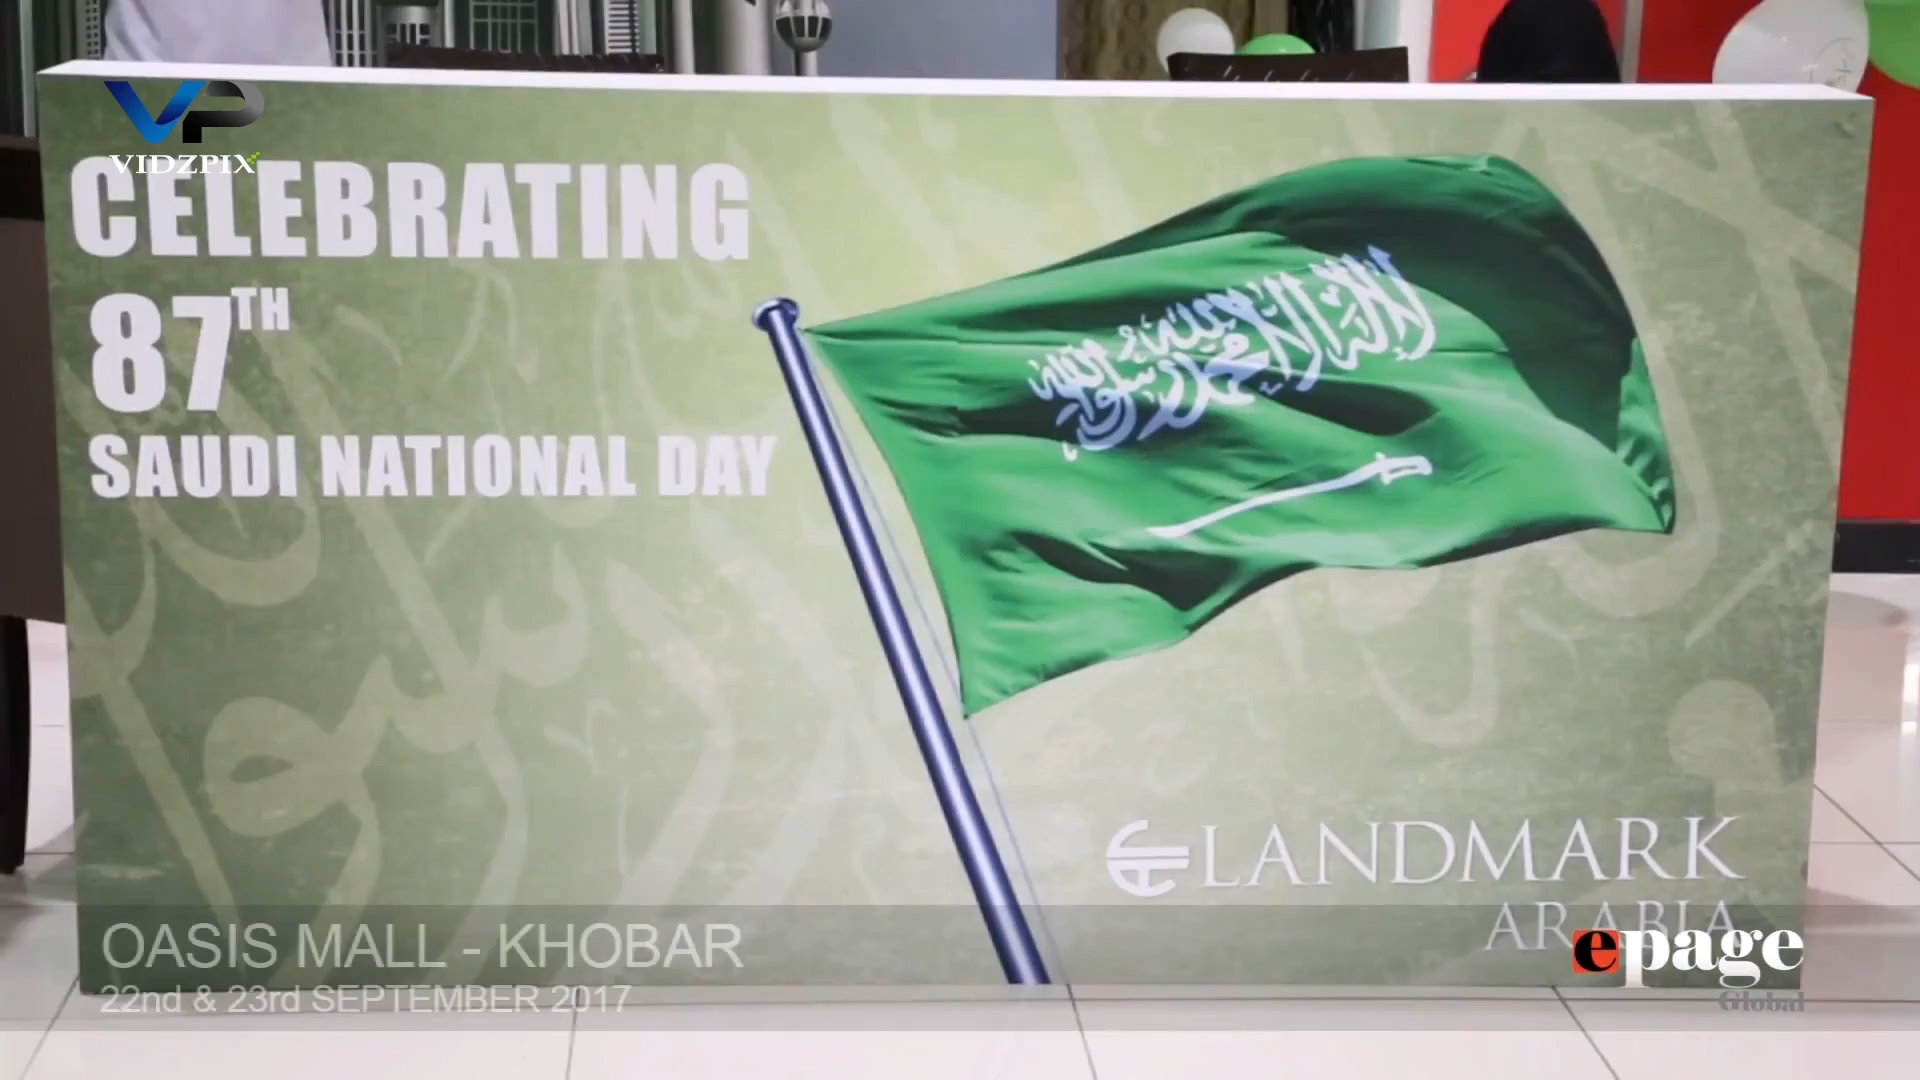 VP
VIDZPIX
CELEBRATING
87TH
SAUDI NATIONAL DAY
لا إله إلا الله محمد رسول الله
LANDMARK
ARABIA
OASIS MALL - KHOBAR
22nd & 23rd SEPTEMBER 2017
epage
Global